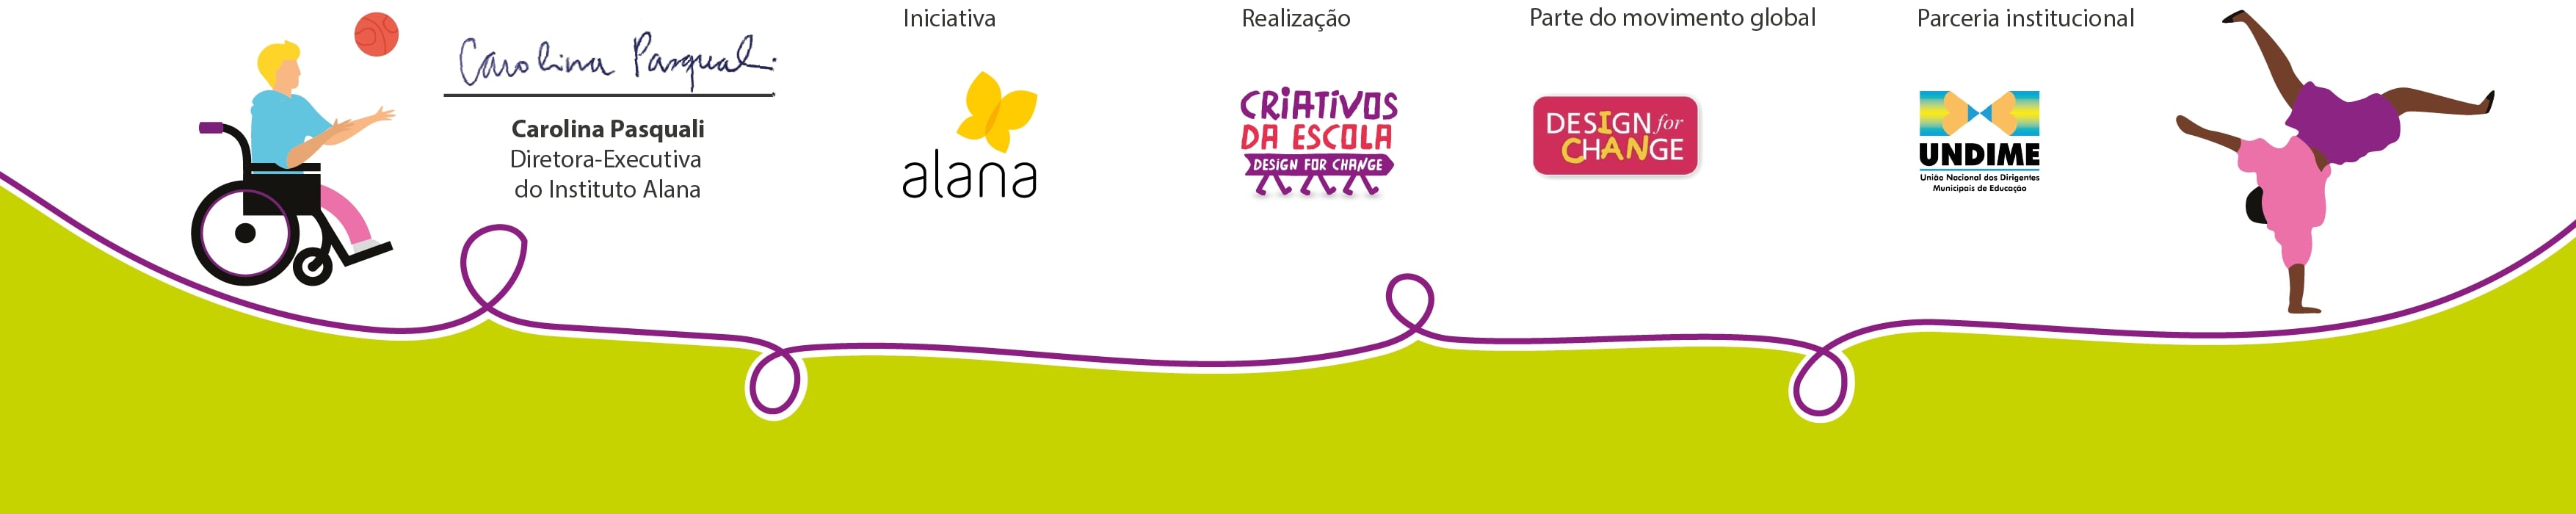 Carolina Pasquali
Carolina Pasquali
Diretora-Executiva
do Instituto Alana
Iniciativa
alana
Realização
CRiATiVOS
DA ESCOLA
DESIGN FOR CHANGE
Parte do movimento global
DESIGN for
CHANGE
Parceria institucional
UNDIME
União Nacional dos Dirigentes
Municipais de Educação